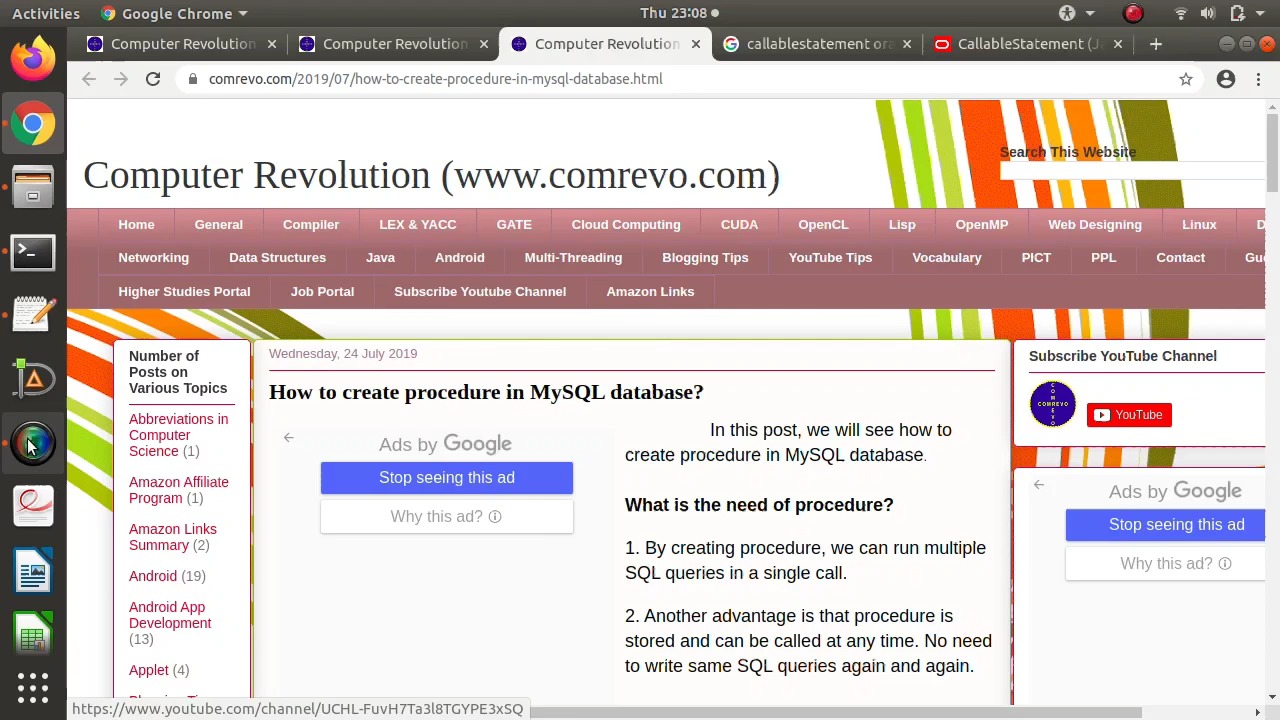 Activities Google Chrome Thu 23:08
Computer Revolution Computer Revolution Computer Revolution callablestatement ora CallableStatement (Ja
comrevo.com/2019/07/how-to-create-procedure-in-mysql-database.html
Search This Website
Computer Revolution (www.comrevo.com)
Home General Compiler LEX & YACC GATE Cloud Computing CUDA OpenCL Lisp OpenMP Web Designing Linux D
Networking Data Structures Java Android Multi-Threading Blogging Tips YouTube Tips Vocabulary PICT PPL Contact Gu
Higher Studies Portal Job Portal Subscribe Youtube Channel Amazon Links
Number of
Posts on
Various Topics
Abbreviations in
Computer
Science (1)
Amazon Affiliate
Program (1)
Amazon Links
Summary (2)
Android (19)
Android App
Development
(13)
Applet (4)
Wednesday, 24 July 2019
How to create procedure in MySQL database?
Ads by Google
Stop seeing this ad
Why this ad?
In this post, we will see how to
create procedure in MySQL database.
What is the need of procedure?
1. By creating procedure, we can run multiple
SQL queries in a single call.
2. Another advantage is that procedure is
stored and can be called at any time. No need
to write same SQL queries again and again.
Subscribe YouTube Channel
COMREVO
YouTube
Ads by Google
Stop seeing this ad
Why this ad?
https://www.youtube.com/channel/UCHL-FuvH7Ta3l8TGYPE3xSQ